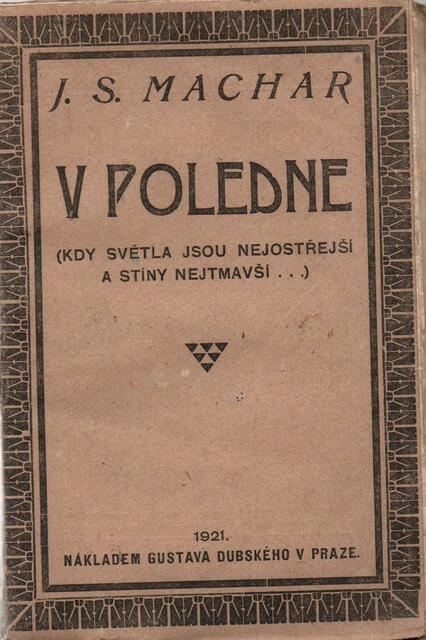 J. S. MACHAR
V POLEDNE
(KDY SVĚTLA JSOU NEJOSTŘEJŠÍ
A STÍNY NEJTMAVŠÍ . . .)
1921.
NÁKLADEM GUSTAVA DUBSKÉHO V PRAZE.